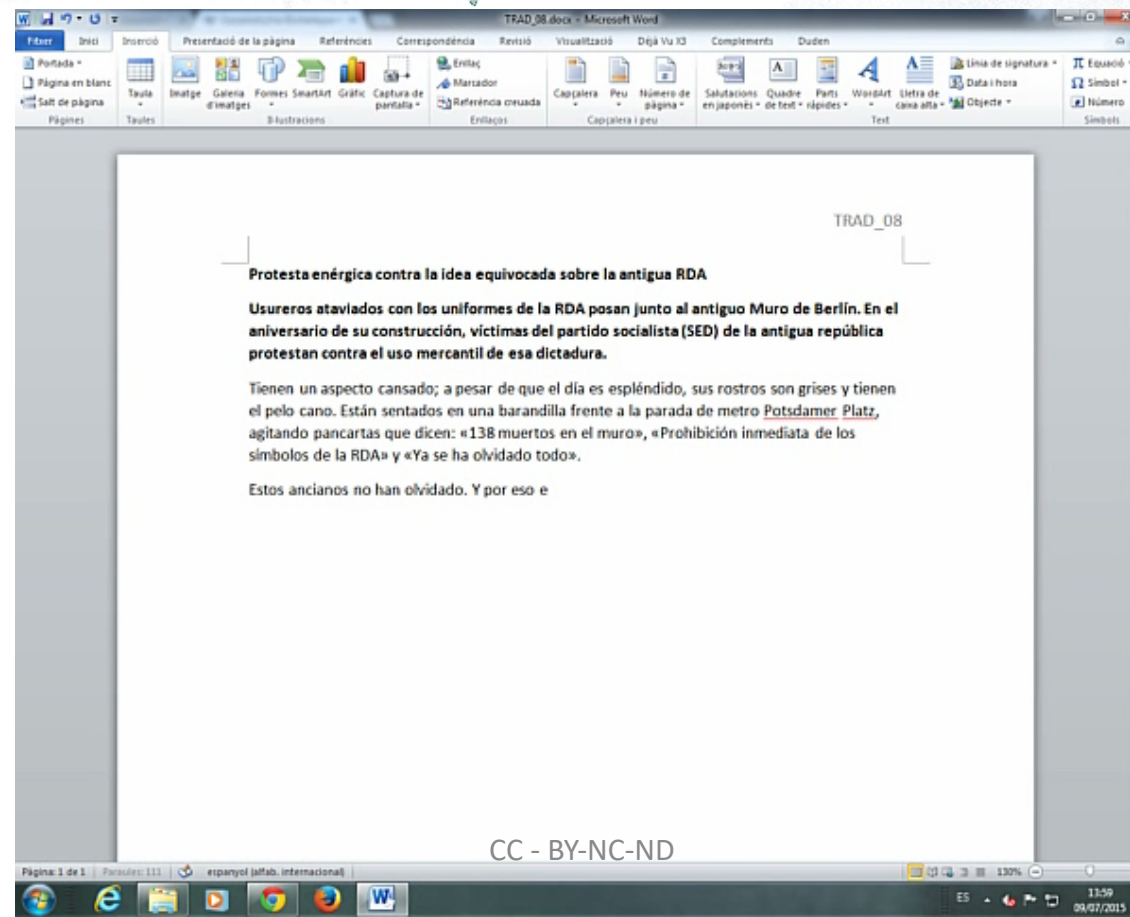 TRAD_08.docx - Microsoft Word
Fitxer Inici Inserció Presentació de la pàgina Referències Correspondència Revisió Visualització Déjà Vu X3 Complements Duden
Portada
Pàgina en blanc
Salt de pàgina
Pàgines
Taula
Taules
Imatge Galeria d'imatges Formes SmartArt Gràfic Captura de pantalla
Il·lustracions
Enllaç
Marcador
Referència creuada
Enllaços
Capçalera Peu Número de pàgina
Capçalera i peu
Salutacions en japonès Quadre de text Parts ràpides WordArt Lletra de caixa alta
Línia de signatura
Data i hora
Objecte
Text
Equació
Símbol
Número
Símbols
TRAD_08
Protesta enérgica contra la idea equivocada sobre la antigua RDA
Usureros ataviados con los uniformes de la RDA posan junto al antiguo Muro de Berlín. En el
aniversario de su construcción, víctimas del partido socialista (SED) de la antigua república
protestan contra el uso mercantil de esa dictadura.
Tienen un aspecto cansado; a pesar de que el día es espléndido, sus rostros son grises y tienen
el pelo cano. Están sentados en una barandilla frente a la parada de metro Potsdamer Platz,
agitando pancartas que dicen: «138 muertos en el muro», «Prohibición inmediata de los
símbolos de la RDA» y «Ya se ha olvidado todo».
Estos ancianos no han olvidado. Y por eso e
CC - BY-NC-ND
Pàgina: 1 de 1 Paraules: 111 espanyol (alfab. internacional) 130%
ES 13:59
09/07/2015